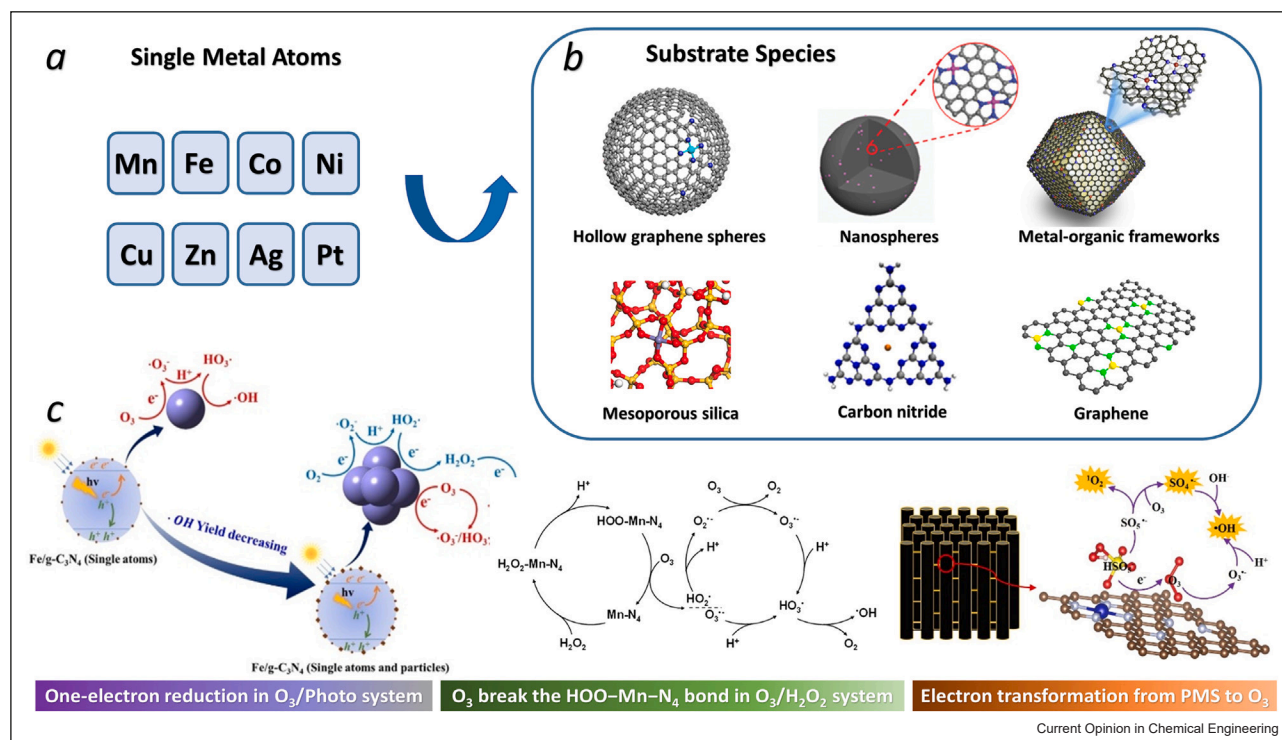 a
Single Metal Atoms
Mn Fe Co Ni
Cu Zn Ag Pt
b
Substrate Species
Hollow graphene spheres
Nanospheres
Metal-organic frameworks
Mesoporous silica
Carbon nitride
Graphene
c
·O₃⁻
H⁺
HO₃·
e⁻
O₃
·OH
e⁻ e⁻
hv
e⁻
h⁺
h⁺ h⁺
Fe/g-C₃N₄ (Single atoms)
·OH Yield decreasing
·O₂⁻
H⁺
HO₂·
e⁻
e⁻
O₂
H₂O₂
e⁻
O₃
e⁻
·O₃⁻/HO₃·
e⁻ e⁻
hv
e⁻
h⁺
h⁺ h⁺
Fe/g-C₃N₄ (Single atoms and particles)
H⁺
HOO-Mn-N₄
H₂O₂-Mn-N₄
O₃
Mn-N₄
H₂O₂
O₃
O₂
O₂·⁻
O₃·⁻
H⁺
H⁺
HO₂·
O₃·⁻
HO₃·
H⁺
·OH
O₂
¹O₂
SO₄•⁻
OH⁻
O₃
SO₅•⁻
•OH
HSO₅⁻
e⁻
O₃
O₃•⁻
H⁺
One-electron reduction in O₃/Photo system
O₃ break the HOO−Mn−N₄ bond in O₃/H₂O₂ system
Electron transformation from PMS to O₃
Current Opinion in Chemical Engineering